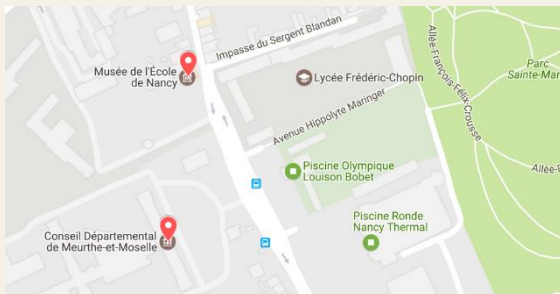 Impasse du Sergent Blandan
Musée de l'École
de Nancy
Lycée Frédéric-Chopin
Allée-François-Félix-Crousse
Parc
Sainte-Mar
Avenue Hippolyte Maringer
Piscine Olympique
Louison Bobet
Allée-
Piscine Ronde
Nancy Thermal
Conseil Départemental
de Meurthe-et-Moselle